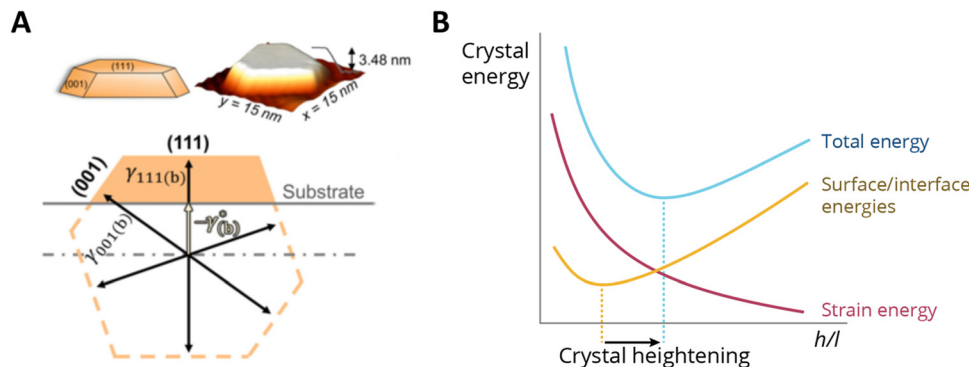 A
(111)
(001)
3.48 nm
y = 15 nm
x = 15 nm
(111)
(001)
γ111(b)
Substrate
−γ*(b)
γ001(b)
B
Crystal
energy
Total energy
Surface/interface
energies
Strain energy
h/l
Crystal heightening